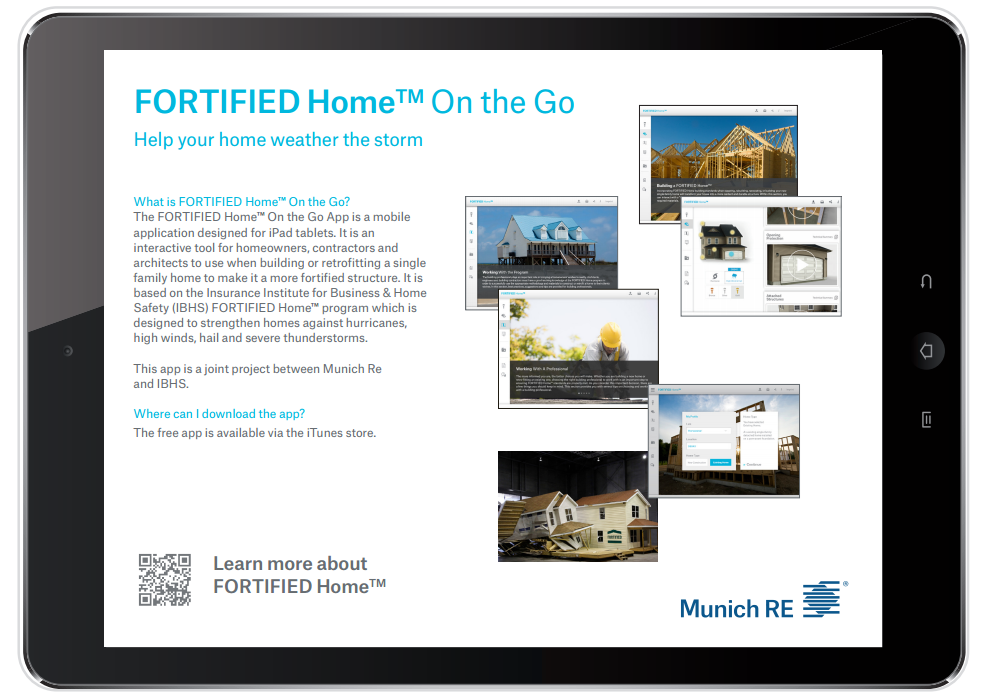 FORTIFIED Home™ On the Go
Help your home weather the storm
What is FORTIFIED Home™ On the Go?
The FORTIFIED Home™ On the Go App is a mobile
application designed for iPad tablets. It is an
interactive tool for homeowners, contractors and
architects to use when building or retrofitting a single
family home to make it a more fortified structure. It is
based on the Insurance Institute for Business & Home
Safety (IBHS) FORTIFIED Home™ program which is
designed to strengthen homes against hurricanes,
high winds, hail and severe thunderstorms.
This app is a joint project between Munich Re
and IBHS.
Where can I download the app?
The free app is available via the iTunes store.
Building a FORTIFIED Home™
Working With the Program
Opening
Protection
Attached
Structures
Working With A Professional
Continue
Learn more about
FORTIFIED Home™
Munich RE ®